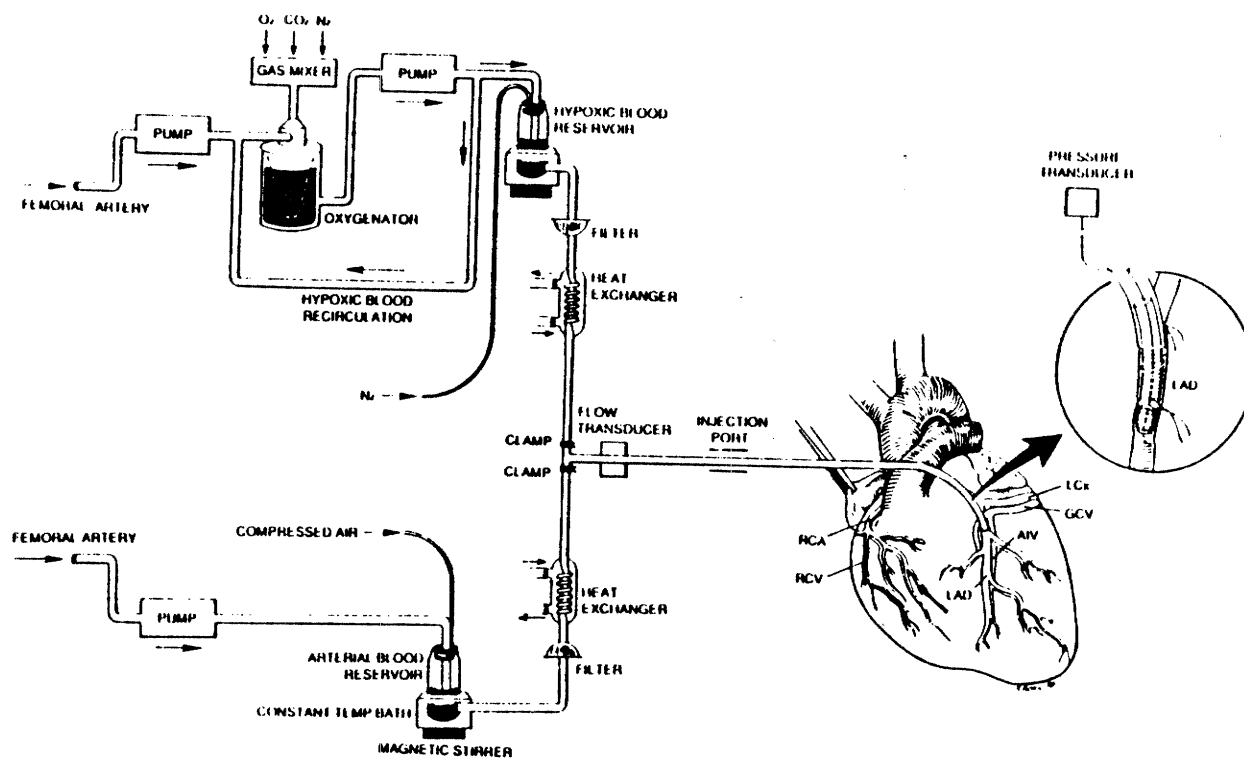 O₂ CO₂ N₂
GAS MIXER
PUMP
PUMP
HYPOXIC BLOOD
RESERVOIR
FEMORAL ARTERY
OXYGENATOR
FILTER
HYPOXIC BLOOD
RECIRCULATION
HEAT
EXCHANGER
N₂
FLOW
TRANSDUCER
INJECTION
PORT
CLAMP
CLAMP
PRESSURE
TRANSDUCER
LAD
LCx
GCV
AIV
RCA
RCV
LAD
COMPRESSED AIR
FEMORAL ARTERY
PUMP
HEAT
EXCHANGER
ARTERIAL BLOOD
RESERVOIR
FILTER
CONSTANT TEMP BATH
MAGNETIC STIRRER